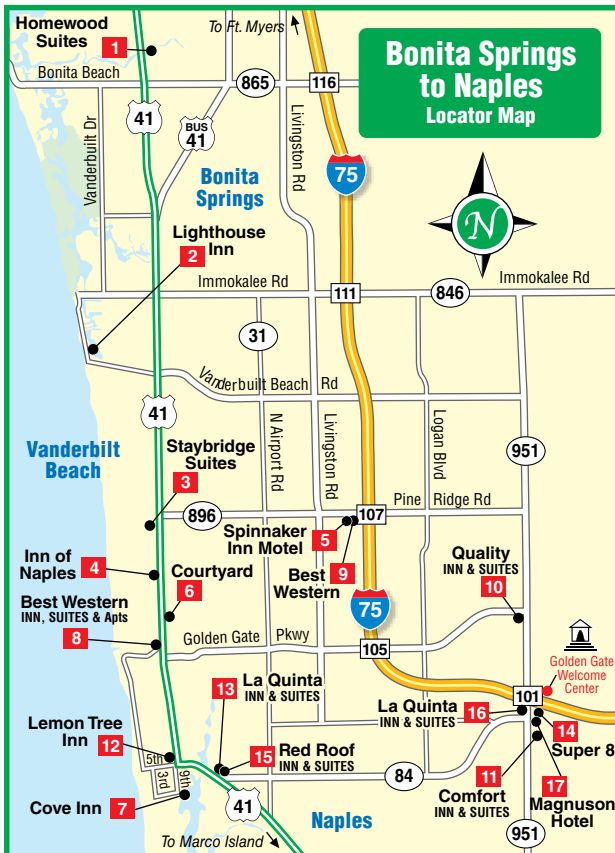 Bonita Springs
to Naples
Locator Map
To Ft. Myers
Homewood
Suites
1
Bonita Beach
865
116
41
BUS
41
Vanderbuilt Dr
Livingston Rd
75
Bonita
Springs
N
Lighthouse
Inn
2
Immokalee Rd
111
846
Immokalee Rd
31
Vanderbuilt Beach Rd
41
Vanderbilt
Beach
Staybridge
Suites
3
N Airport Rd
Livingston Rd
Logan Blvd
951
Pine Ridge Rd
896
107
Spinnaker
Inn Motel
5
Best
Western
9
Quality
INN & SUITES
10
Inn of
Naples
4
Courtyard
6
75
Best Western
INN, SUITES & Apts
8
Golden Gate Pkwy
105
Golden Gate
Welcome
Center
101
La Quinta
INN & SUITES
13
La Quinta
INN & SUITES
16
14
Super 8
Lemon Tree
Inn
12
5th
3rd
9th
15
Red Roof
INN & SUITES
84
11
Comfort
INN & SUITES
17
Magnuson
Hotel
Cove Inn
7
41
Naples
951
To Marco Island